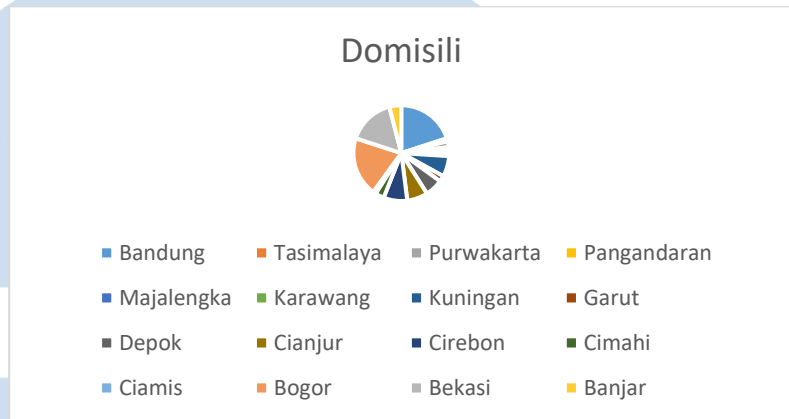 Domisili
Bandung Tasimalaya Purwakarta Pangandaran
Majalengka Karawang Kuningan Garut
Depok Cianjur Cirebon Cimahi
Ciamis Bogor Bekasi Banjar